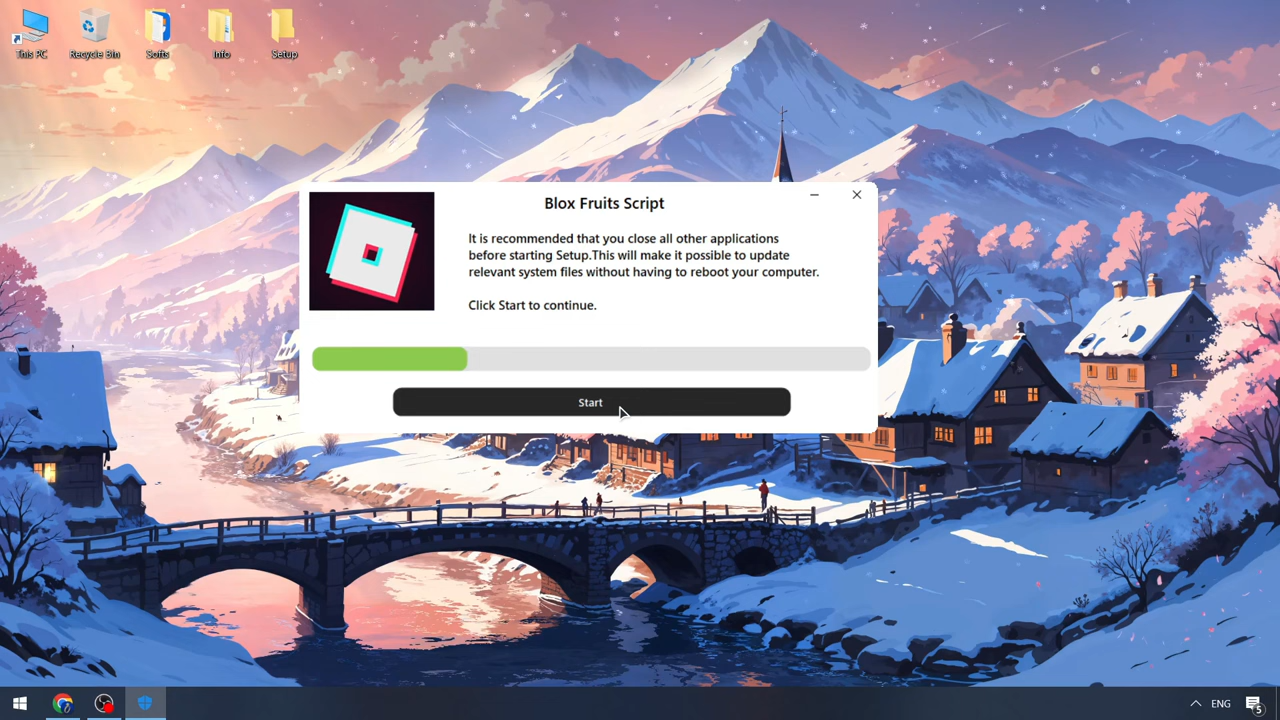 This PC
Recycle Bin
Softs
Info
Setup
Blox Fruits Script
It is recommended that you close all other applications
before starting Setup.This will make it possible to update
relevant system files without having to reboot your computer.
Click Start to continue.
Start
ENG
5